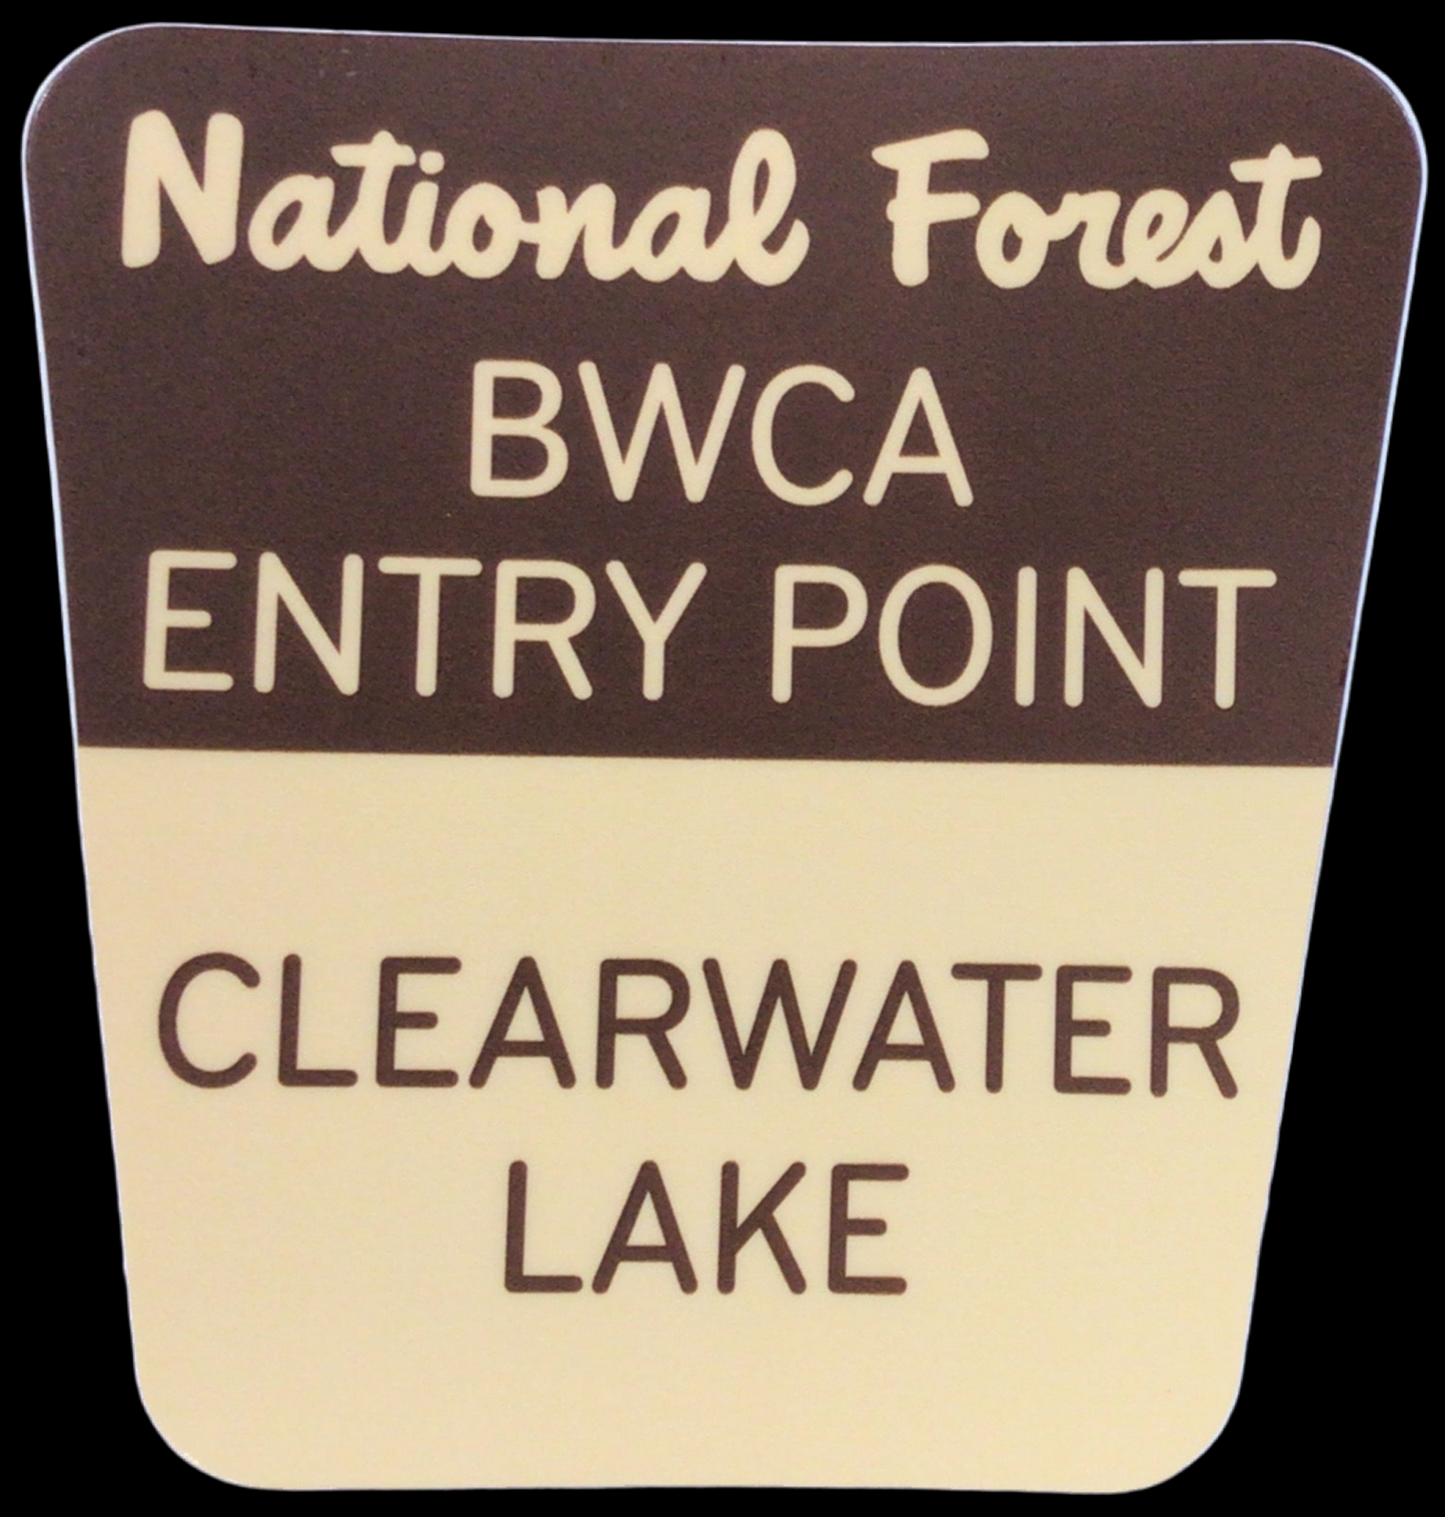 National Forest
BWCA
ENTRY POINT
CLEARWATER
LAKE